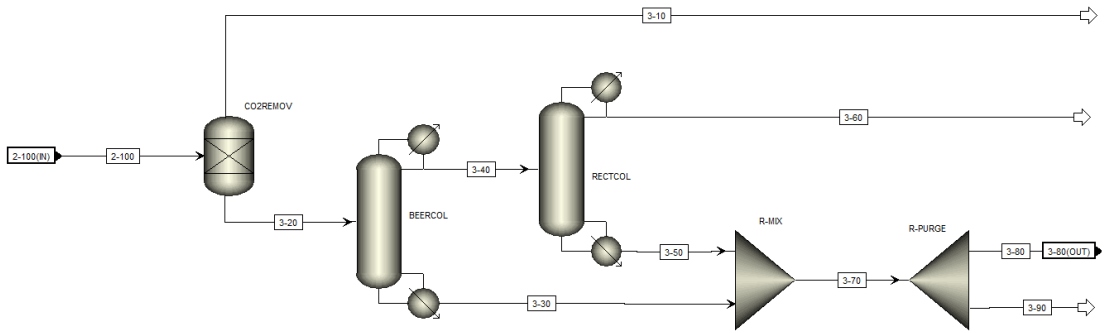 3-10
CO2REMOV
3-60
2-100(IN)
2-100
3-40
RECTCOL
BEERCOL
3-20
R-MIX
R-PURGE
3-50
3-80
3-80(OUT)
3-70
3-30
3-90